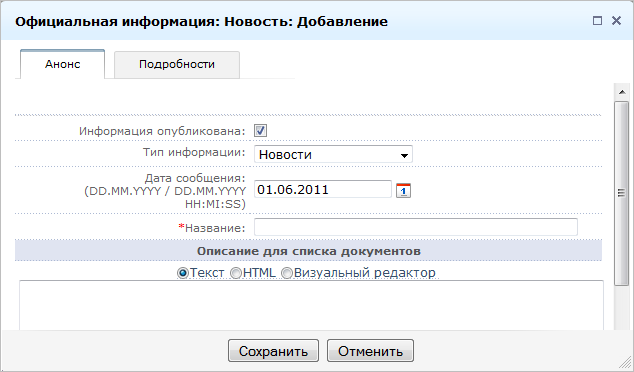 Официальная информация: Новость: Добавление
Анонс
Подробности
Информация опубликована:
Тип информации: Новости
Дата сообщения:
(DD.MM.YYYY / DD.MM.YYYY
HH:MI:SS)
01.06.2011
1
*Название:
Описание для списка документов
Текст HTML Визуальный редактор
Сохранить Отменить